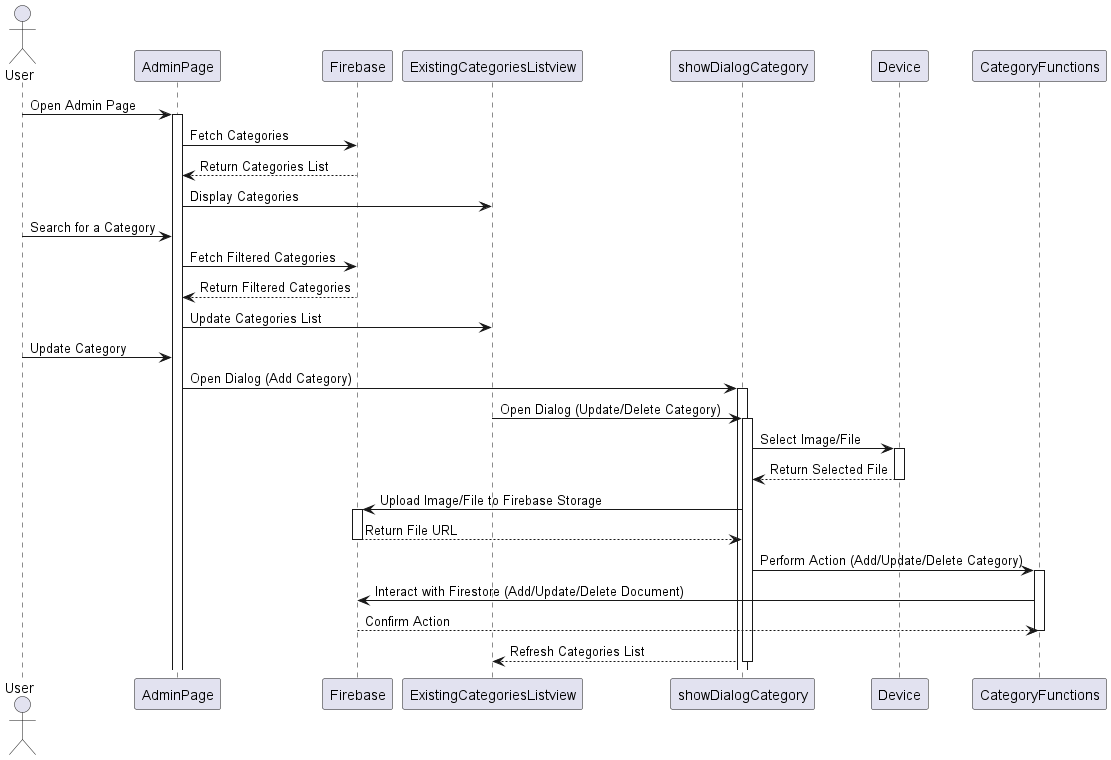 User
AdminPage
Firebase
ExistingCategoriesListview
showDialogCategory
Device
CategoryFunctions
Open Admin Page
Fetch Categories
Return Categories List
Display Categories
Search for a Category
Fetch Filtered Categories
Return Filtered Categories
Update Categories List
Update Category
Open Dialog (Add Category)
Open Dialog (Update/Delete Category)
Select Image/File
Return Selected File
Upload Image/File to Firebase Storage
Return File URL
Perform Action (Add/Update/Delete Category)
Interact with Firestore (Add/Update/Delete Document)
Confirm Action
Refresh Categories List
User
AdminPage
Firebase
ExistingCategoriesListview
showDialogCategory
Device
CategoryFunctions